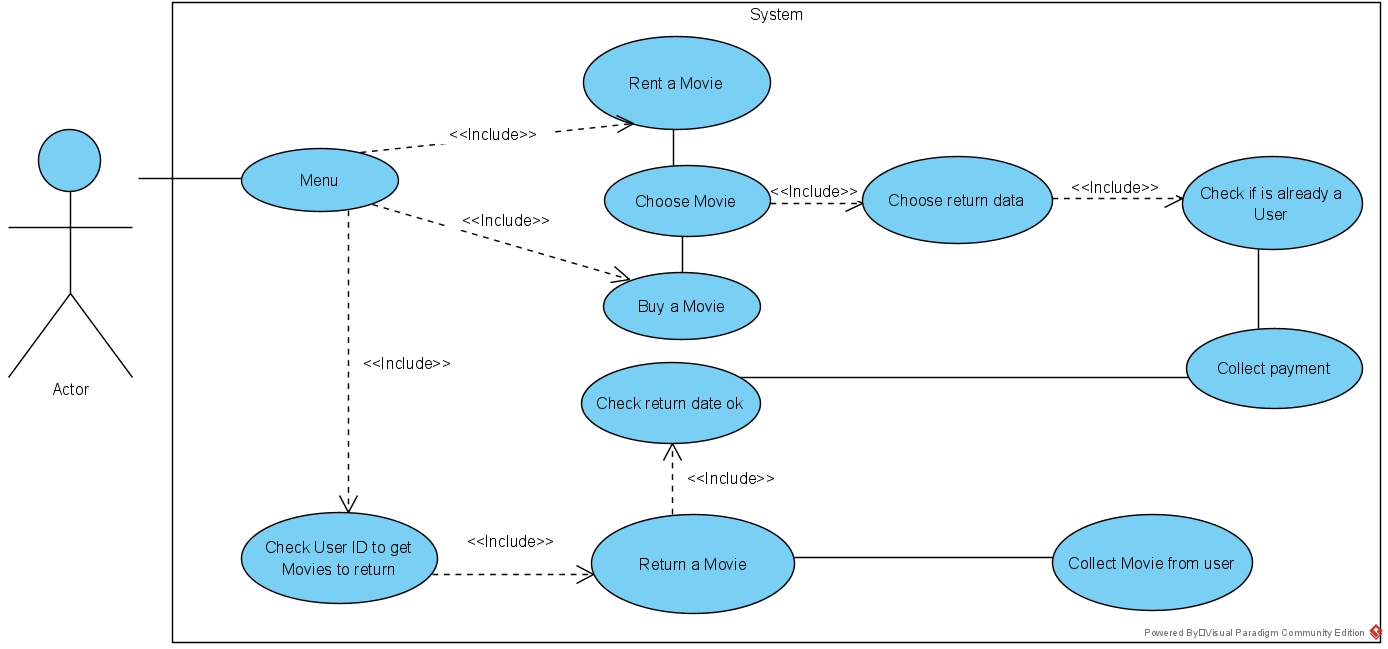 System
Rent a Movie
<<Include>>
Menu
Choose Movie
<<Include>>
Choose return data
<<Include>>
Check if is already a
User
<<Include>>
Buy a Movie
<<Include>>
Collect payment
Actor
Check return date ok
<<Include>>
Check User ID to get
Movies to return
<<Include>>
Return a Movie
Collect Movie from user
Powered By□Visual Paradigm Community Edition